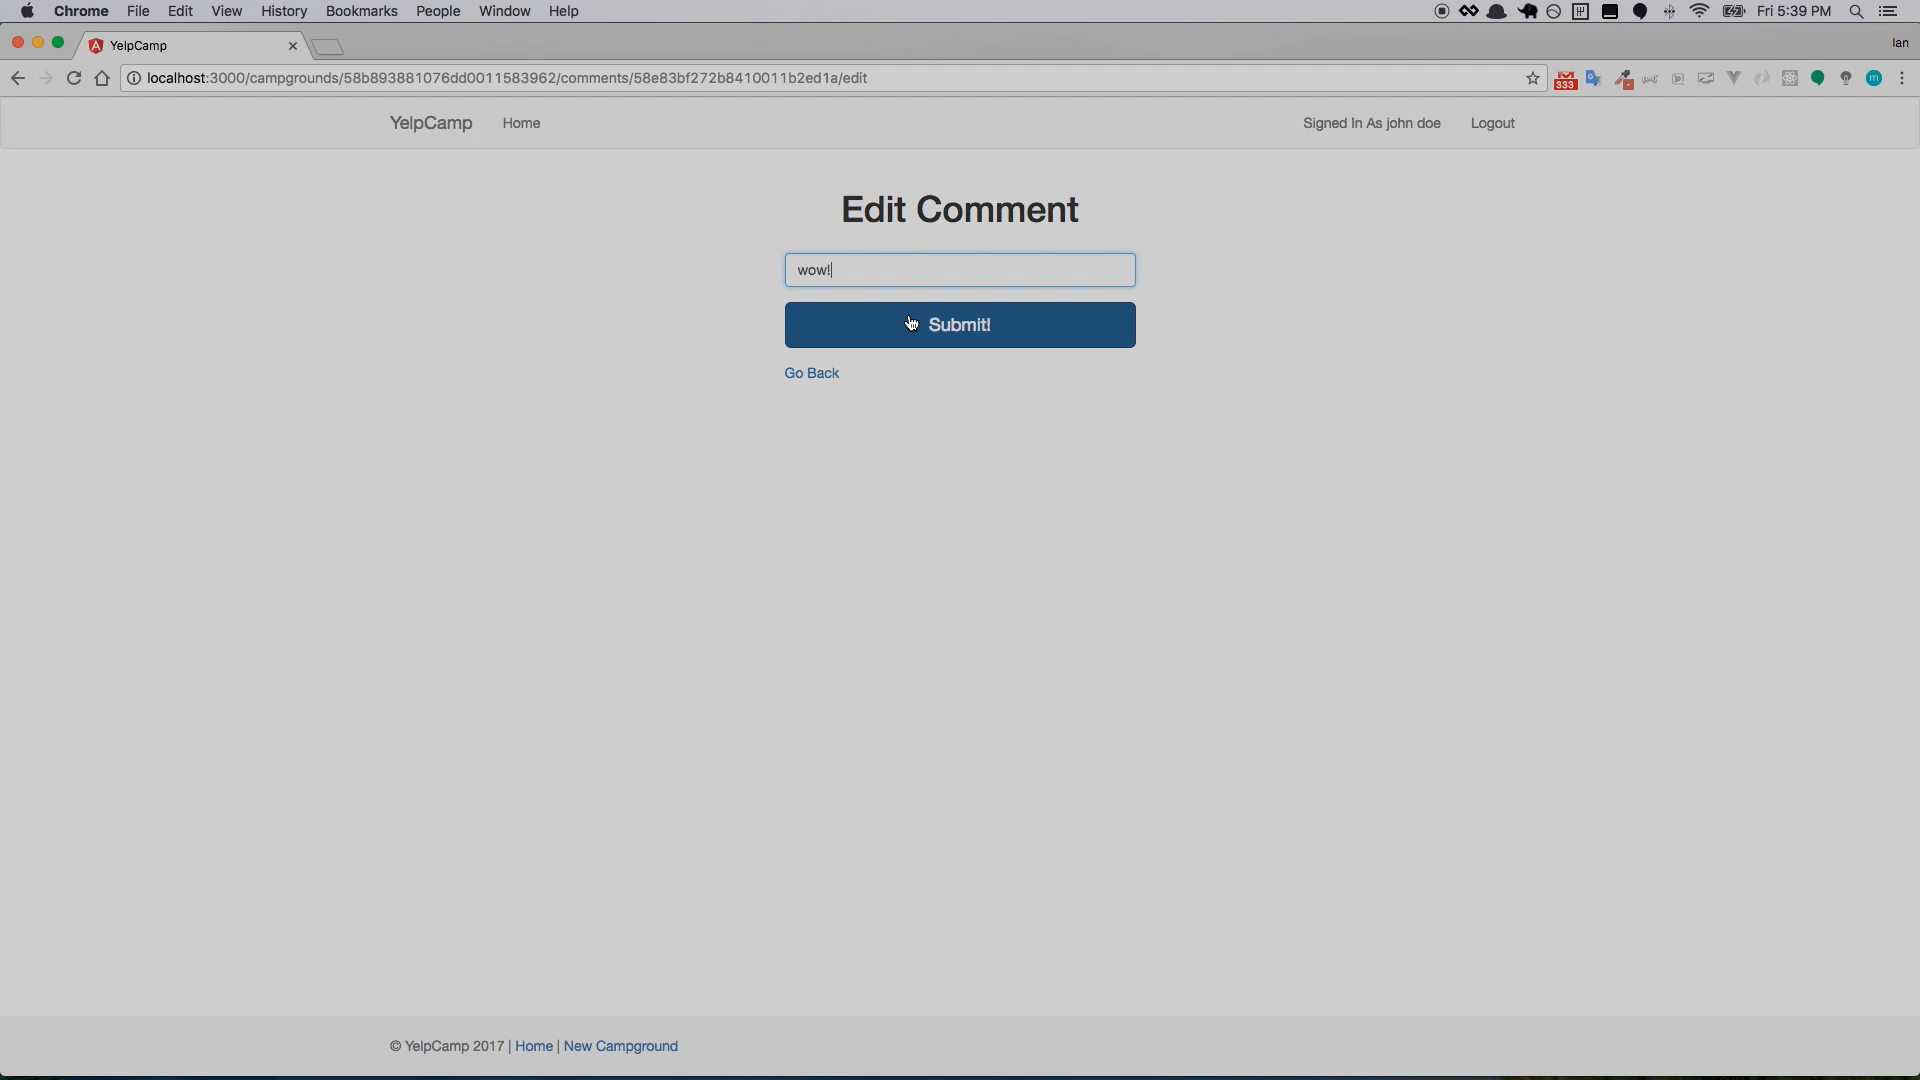 Chrome File Edit View History Bookmarks People Window Help Fri 5:39 PM
YelpCamp Ian
localhost:3000/campgrounds/58b893881076dd0011583962/comments/58e83bf272b8410011b2ed1a/edit 333 m
YelpCamp Home Signed In As john doe Logout
Edit Comment
wow!
Submit!
Go Back
© YelpCamp 2017 | Home | New Campground